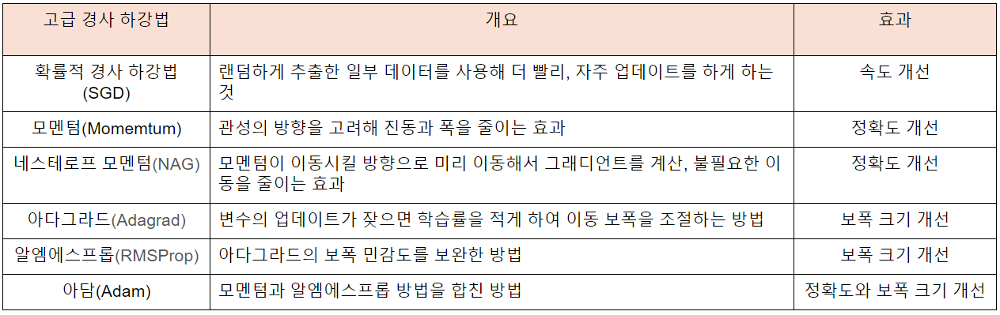 고급 경사 하강법 개요 효과
확률적 경사 하강법
(SGD)
랜덤하게 추출한 일부 데이터를 사용해 더 빨리, 자주 업데이트를 하게 하는
것
속도 개선
모멘텀(Momemtum) 관성의 방향을 고려해 진동과 폭을 줄이는 효과 정확도 개선
네스테로프 모멘텀(NAG)
모멘텀이 이동시킬 방향으로 미리 이동해서 그래디언트를 계산, 불필요한 이
동을 줄이는 효과
정확도 개선
아다그라드(Adagrad) 변수의 업데이트가 잦으면 학습률을 적게 하여 이동 보폭을 조절하는 방법 보폭 크기 개선
알엠에스프롭(RMSProp) 아다그라드의 보폭 민감도를 보완한 방법 보폭 크기 개선
아담(Adam) 모멘텀과 알엠에스프롭 방법을 합친 방법 정확도와 보폭 크기 개선